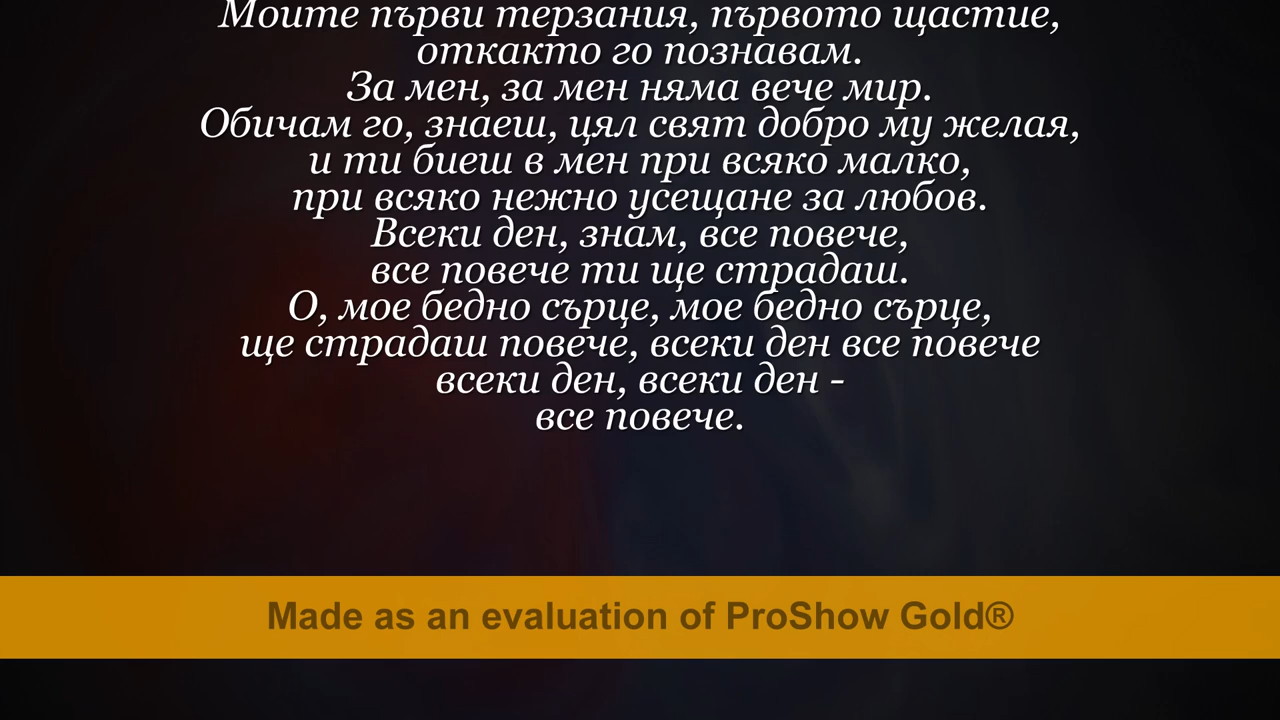 Моите първи терзания, първото щастие,
откакто го познавам.
За мен, за мен няма вече мир.
Обичам го, знаеш, цял свят добро му желая,
и ти биеш в мен при всяко малко,
при всяко нежно усещане за любов.
Всеки ден, знам, все повече,
все повече ти ще страдаш.
О, мое бедно сърце, мое бедно сърце,
ще страдаш повече, всеки ден все повече
всеки ден, всеки ден -
все повече.
Made as an evaluation of ProShow Gold®